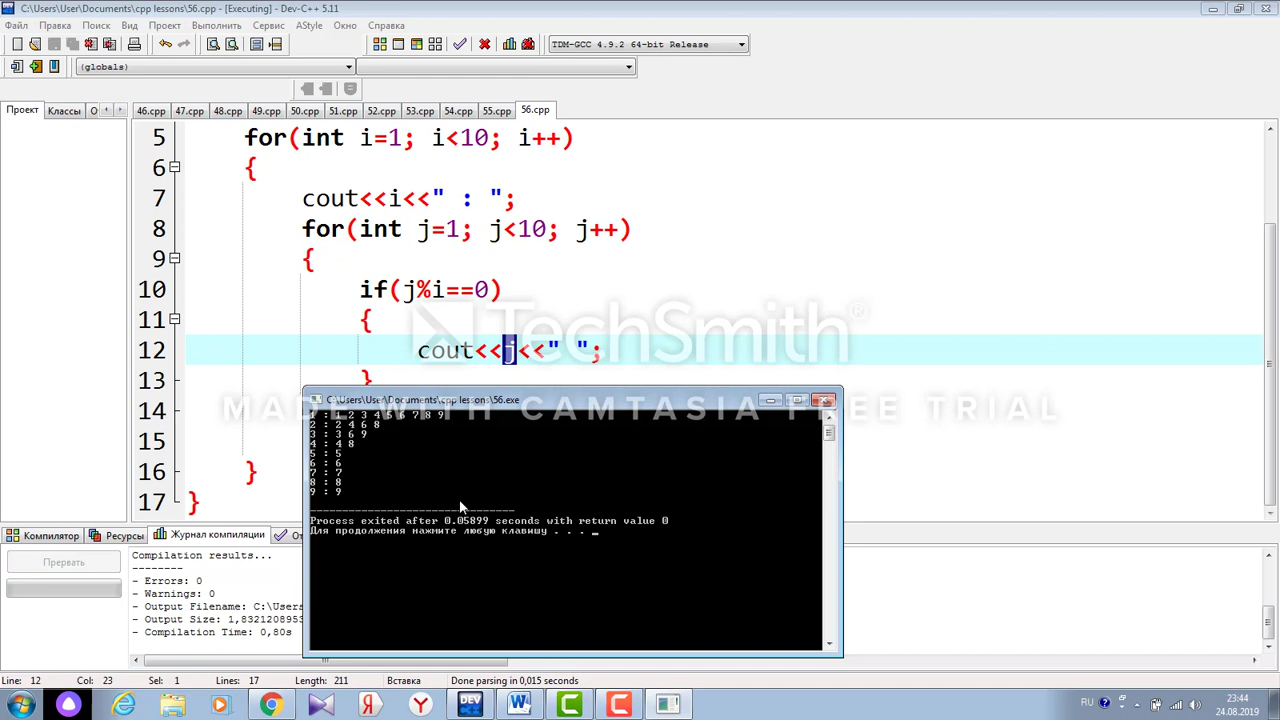 C:\Users\User\Documents\cpp lessons\56.cpp - [Executing] - Dev-C++ 5.11
Файл Правка Поиск Вид Проект Выполнить Сервис AStyle Окно Справка
TDM-GCC 4.9.2 64-bit Release
(globals)
Проект Классы О 46.cpp 47.cpp 48.cpp 49.cpp 50.cpp 51.cpp 52.cpp 53.cpp 54.cpp 55.cpp 56.cpp
5 for(int i=1; i<10; i++)
6 {
7 cout<<i<<" : ";
8 for(int j=1; j<10; j++)
9 {
10 if(j%i==0)
11 {
TechSmith®
12 cout<<j<<" ";
13 }
MADE WITH CAMTASIA FREE TRIAL
14
15
16 }
17 }
C:\Users\User\Documents\cpp lessons\56.exe
1 : 1 2 3 4 5 6 7 8 9
2 : 2 4 6 8
3 : 3 6 9
4 : 4 8
5 : 5
6 : 6
7 : 7
8 : 8
9 : 9
--------------------------------
Process exited after 0.05899 seconds with return value 0
Для продолжения нажмите любую клавишу . . . _
Компилятор Ресурсы Журнал компиляции От
Прервать
Compilation results...
--------
- Errors: 0
- Warnings: 0
- Output Filename: C:\Users
- Output Size: 1,8321208953
- Compilation Time: 0,80s
Line: 12 Col: 23 Sel: 1 Lines: 17 Length: 211 Вставка Done parsing in 0,015 seconds
RU 23:44
24.08.2019